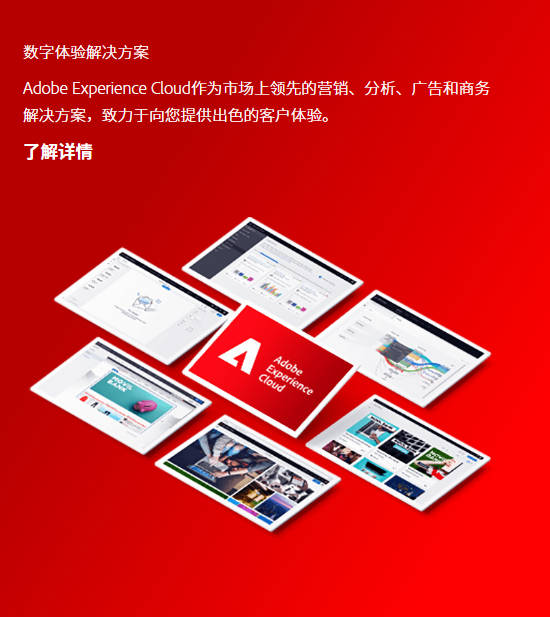 数字体验解决方案
Adobe Experience Cloud作为市场上领先的营销、分析、广告和商务
解决方案，致力于向您提供出色的客户体验。
了解详情
Adobe
Experience
Cloud